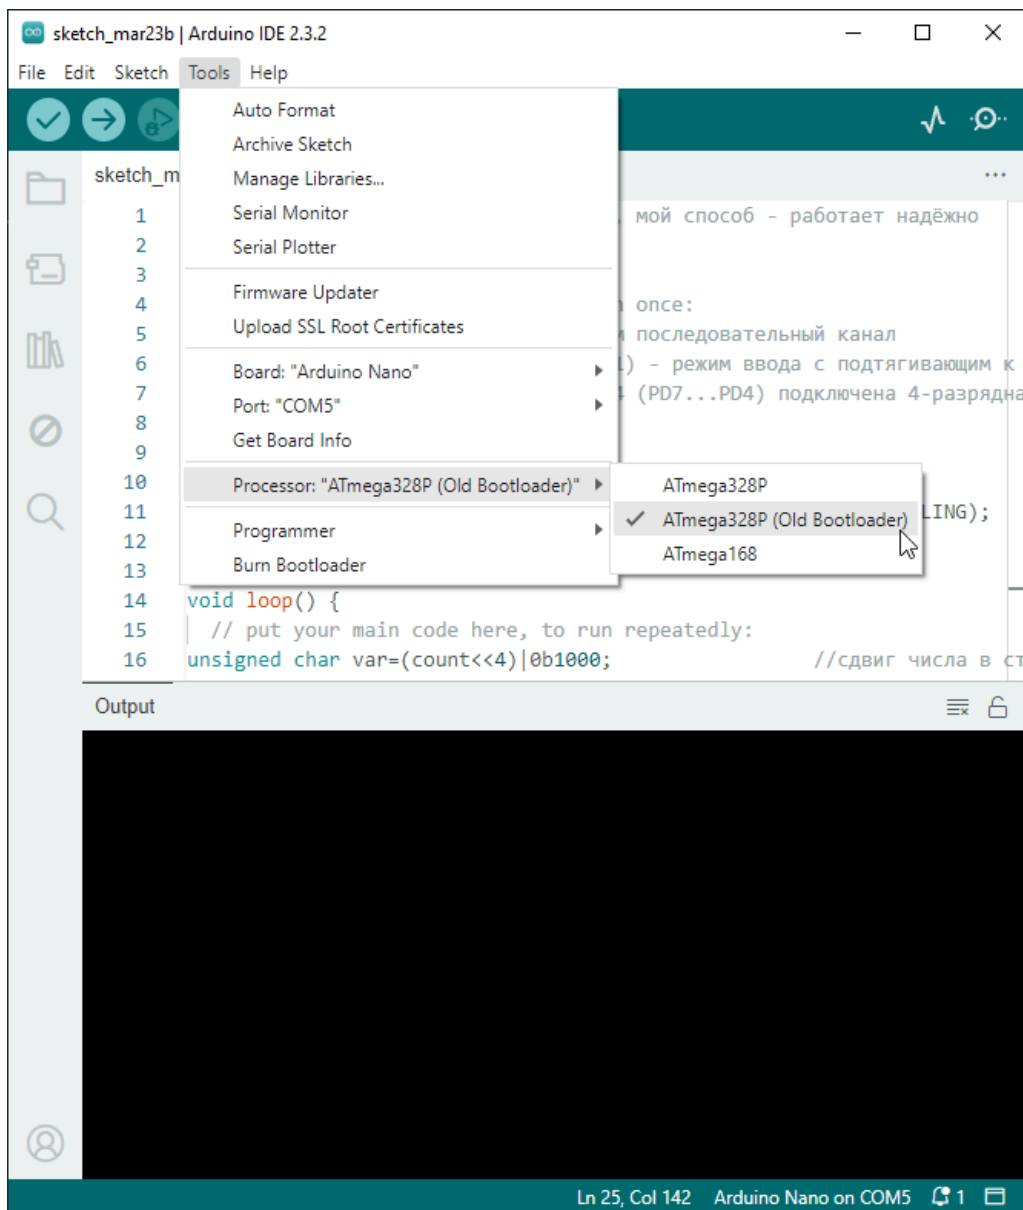 sketch_mar23b | Arduino IDE 2.3.2
File Edit Sketch Tools Help
Auto Format
Archive Sketch
sketch_m
Manage Libraries...
Serial Monitor
Serial Plotter
Firmware Updater
Upload SSL Root Certificates
Board: "Arduino Nano"
Port: "COM5"
Get Board Info
Processor: "ATmega328P (Old Bootloader)"
Programmer
Burn Bootloader
ATmega328P
ATmega328P (Old Bootloader)
ATmega168
1 мой способ - работает надёжно
2
3
4 once:
5 последовательный канал
6 ) - режим ввода с подтягивающим к
7 (PD7...PD4) подключена 4-разрядна
8
9
10
11 LING);
12
13
14 void loop() {
15 // put your main code here, to run repeatedly:
16 unsigned char var=(count<<4)|0b1000; //сдвиг числа в ст
Output
Ln 25, Col 142 Arduino Nano on COM5 1